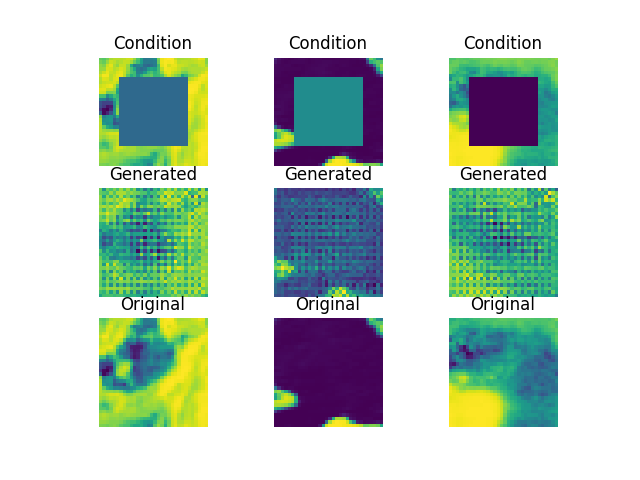 Condition
Condition
Condition
Generated
Generated
Generated
Original
Original
Original